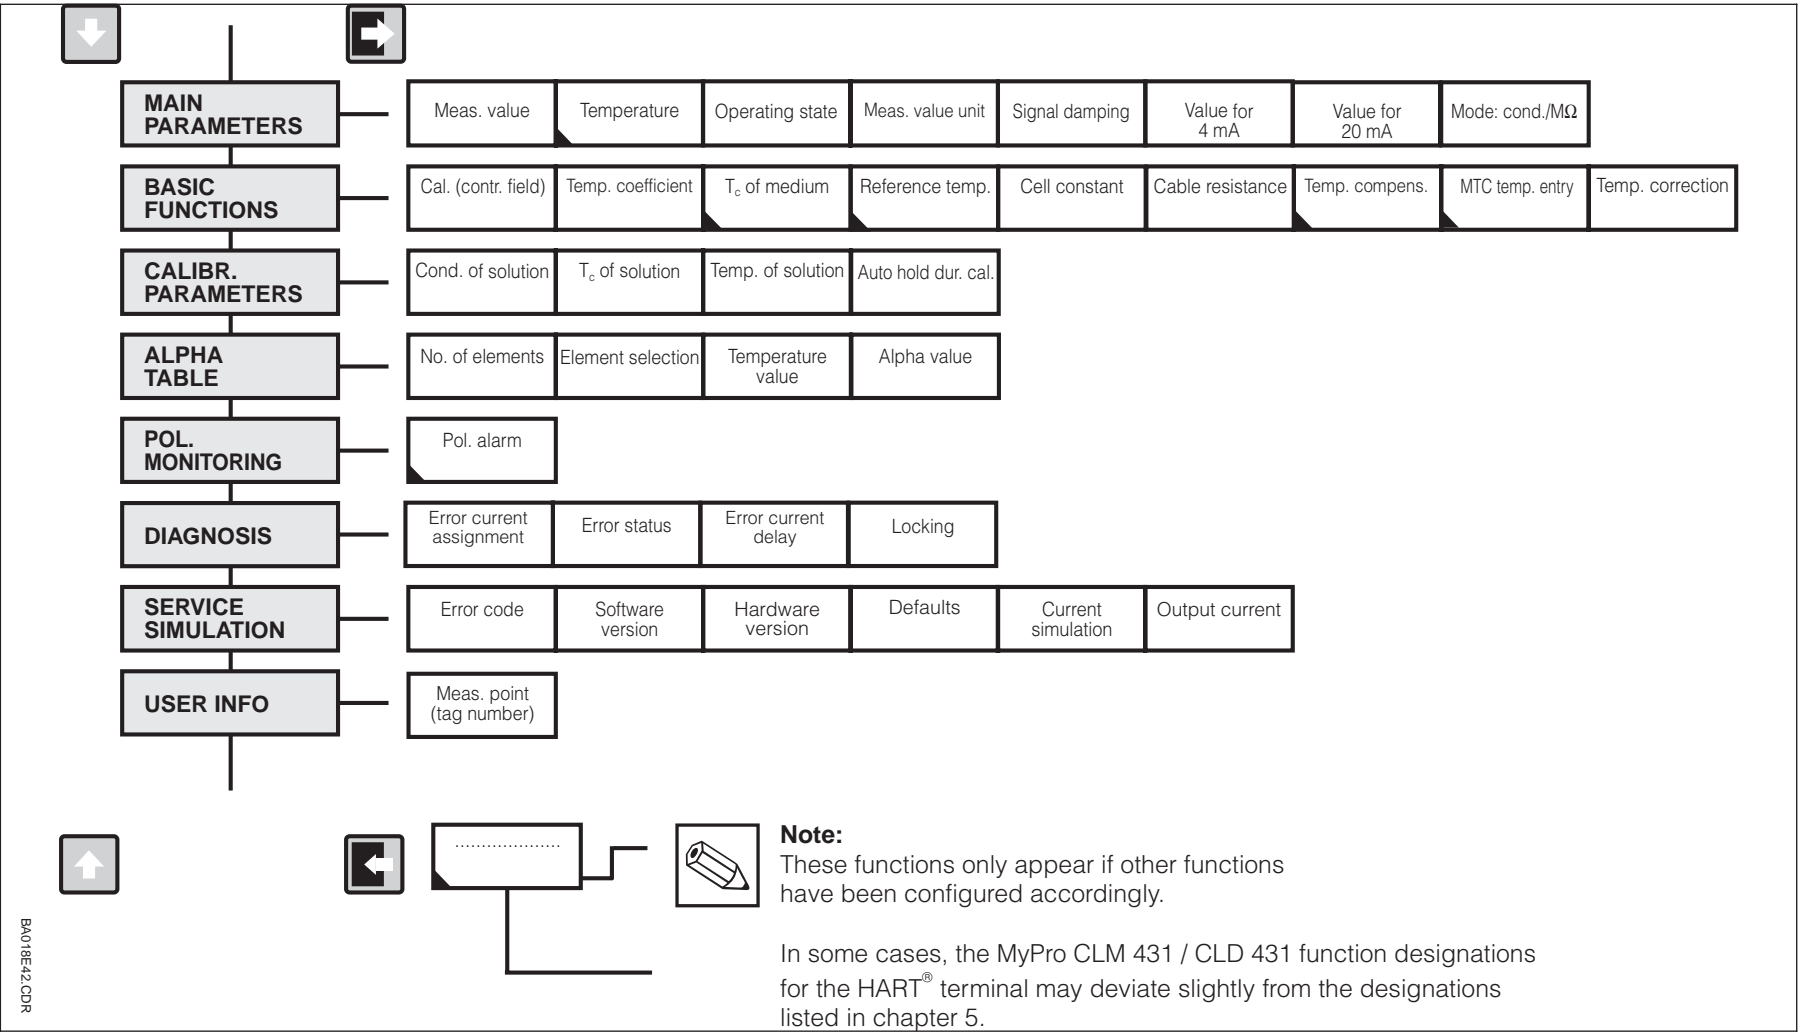 MAIN
PARAMETERS
Meas. value
Temperature
Operating state
Meas. value unit
Signal damping
Value for
4 mA
Value for
20 mA
Mode: cond./MΩ
BASIC
FUNCTIONS
Cal. (contr. field)
Temp. coefficient
Tc of medium
Reference temp.
Cell constant
Cable resistance
Temp. compens.
MTC temp. entry
Temp. correction
CALIBR.
PARAMETERS
Cond. of solution
Tc of solution
Temp. of solution
Auto hold dur. cal.
ALPHA
TABLE
No. of elements
Element selection
Temperature
value
Alpha value
POL.
MONITORING
Pol. alarm
DIAGNOSIS
Error current
assignment
Error status
Error current
delay
Locking
SERVICE
SIMULATION
Error code
Software
version
Hardware
version
Defaults
Current
simulation
Output current
USER INFO
Meas. point
(tag number)
....................
Note:
These functions only appear if other functions
have been configured accordingly.
In some cases, the MyPro CLM 431 / CLD 431 function designations
for the HART® terminal may deviate slightly from the designations
listed in chapter 5.
BA018E42.CDR